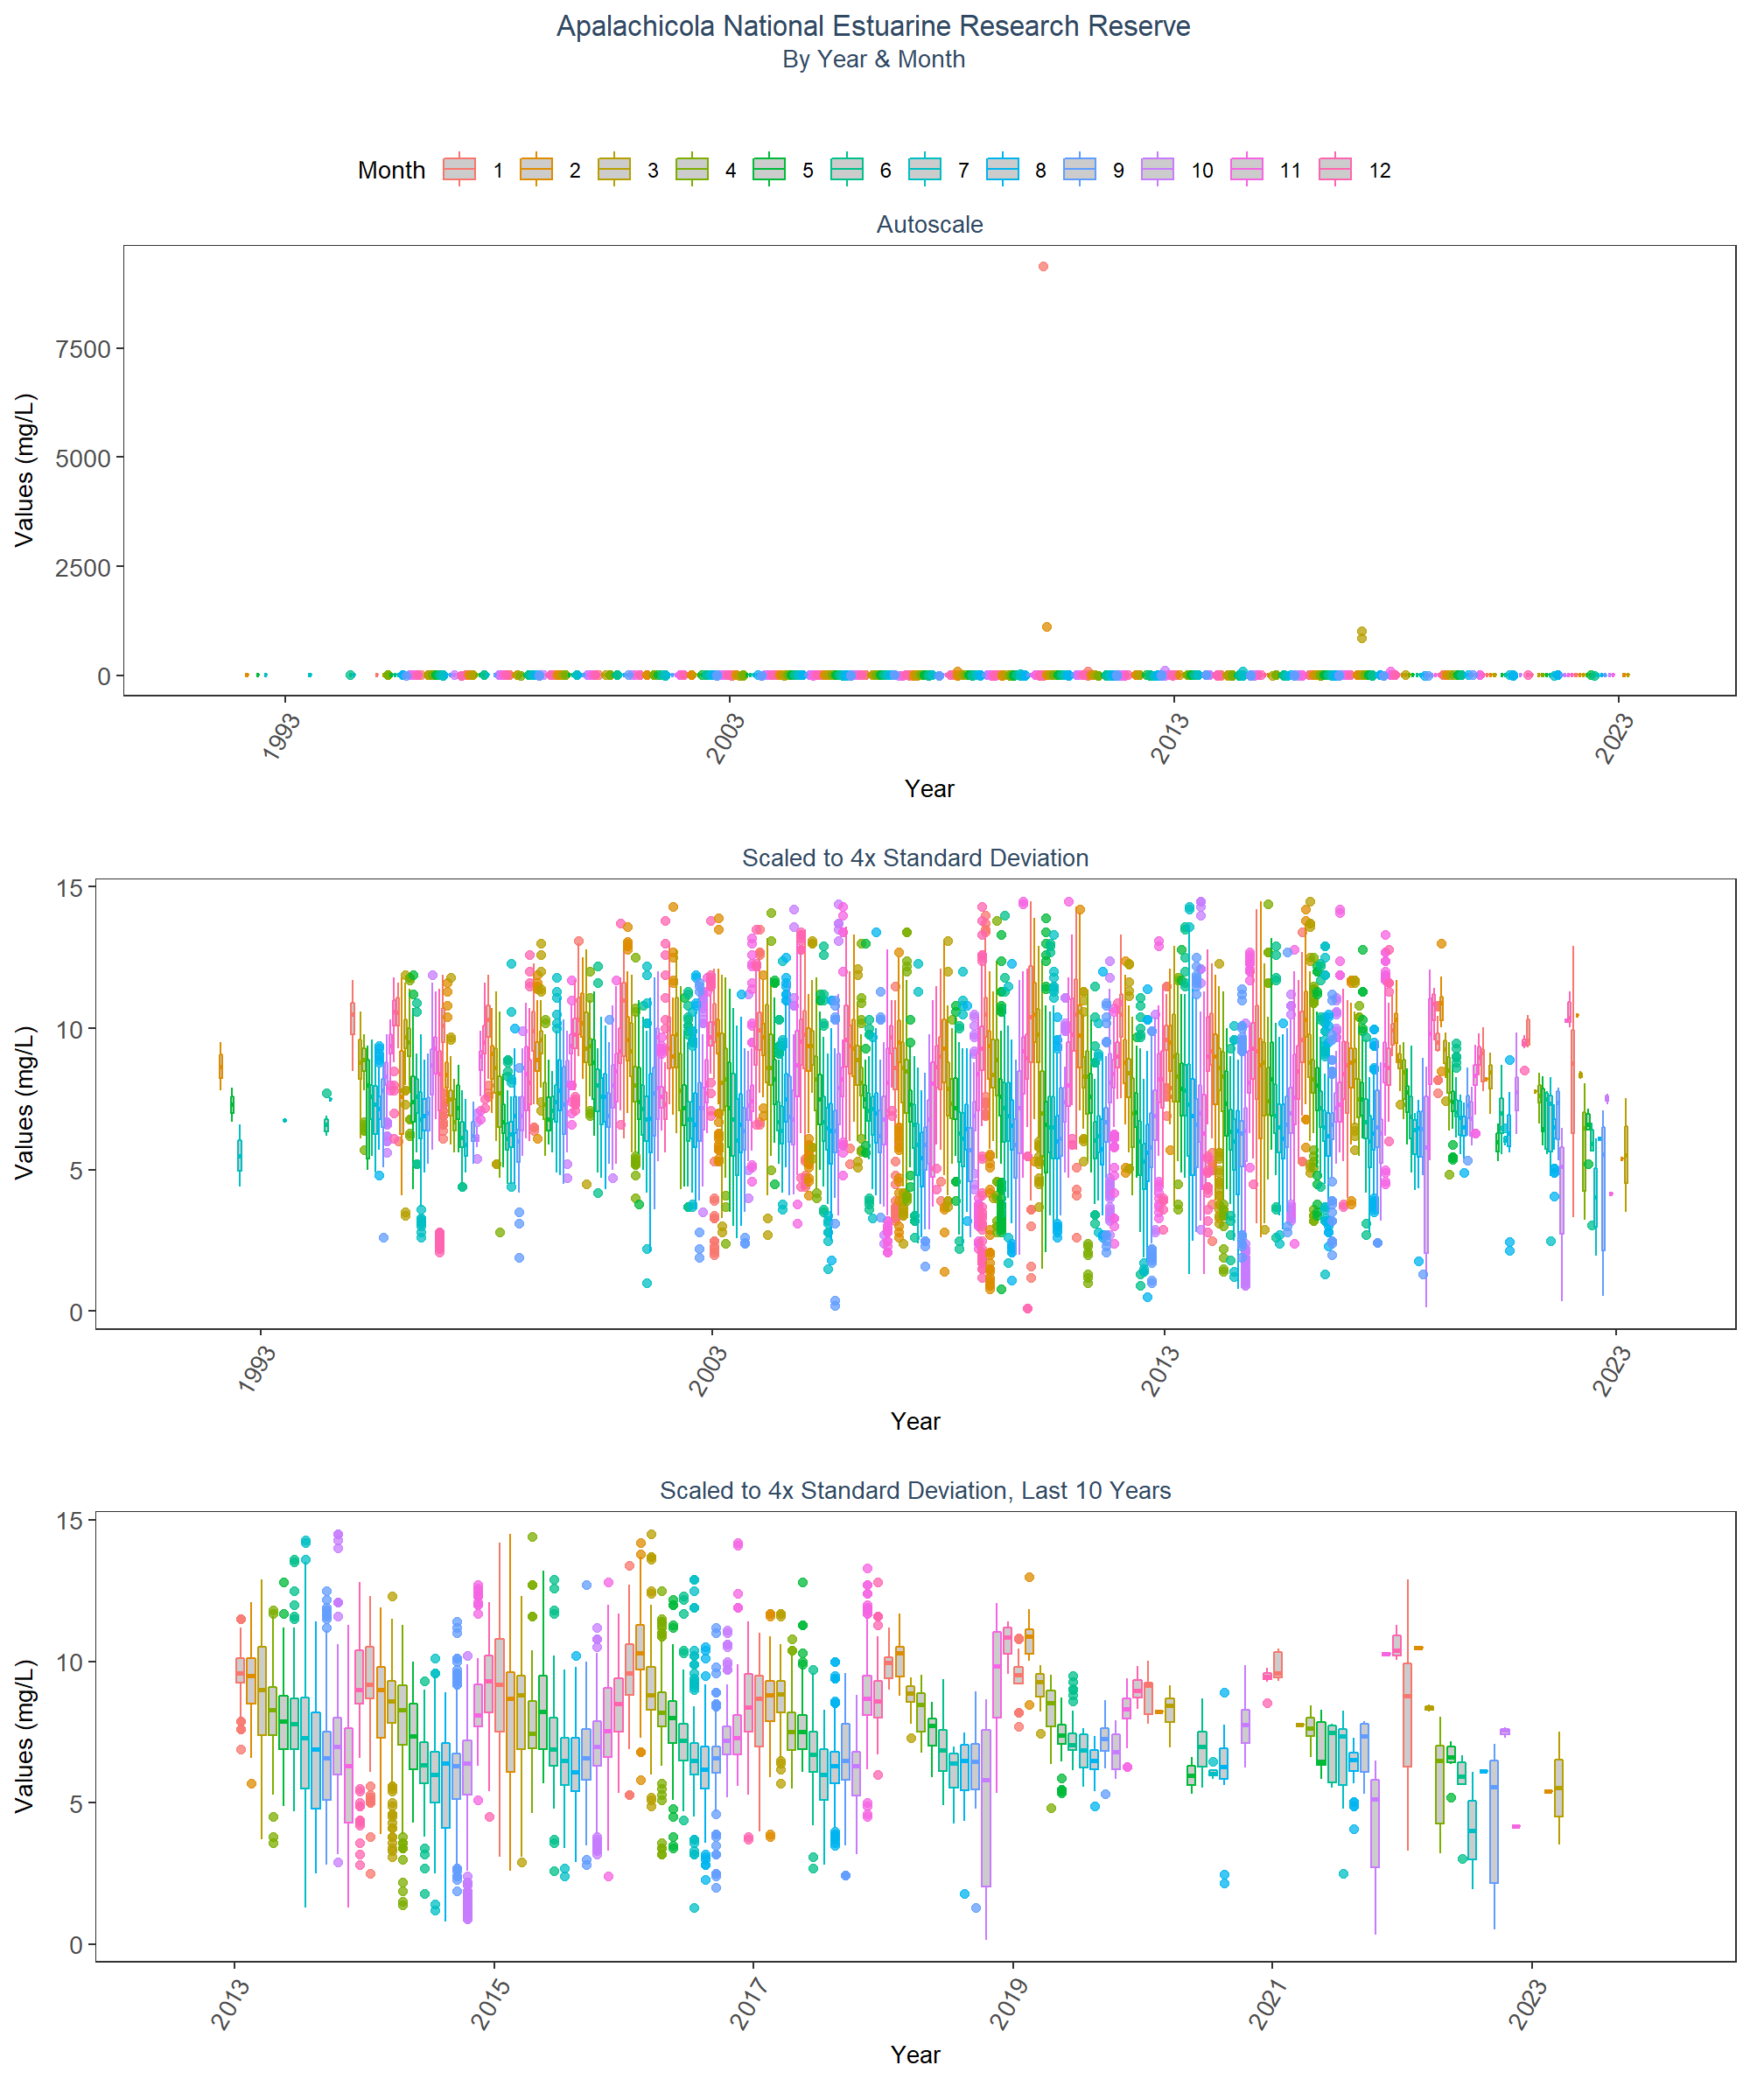 Apalachicola National Estuarine Research Reserve
By Year & Month
Month 1 2 3 4 5 6 7 8 9 10 11 12
Autoscale
Values (mg/L)
7500
5000
2500
0
1993 2003 2013 2023
Year
Scaled to 4x Standard Deviation
Values (mg/L)
15
10
5
0
1993 2003 2013 2023
Year
Scaled to 4x Standard Deviation, Last 10 Years
Values (mg/L)
15
10
5
0
2013 2015 2017 2019 2021 2023
Year